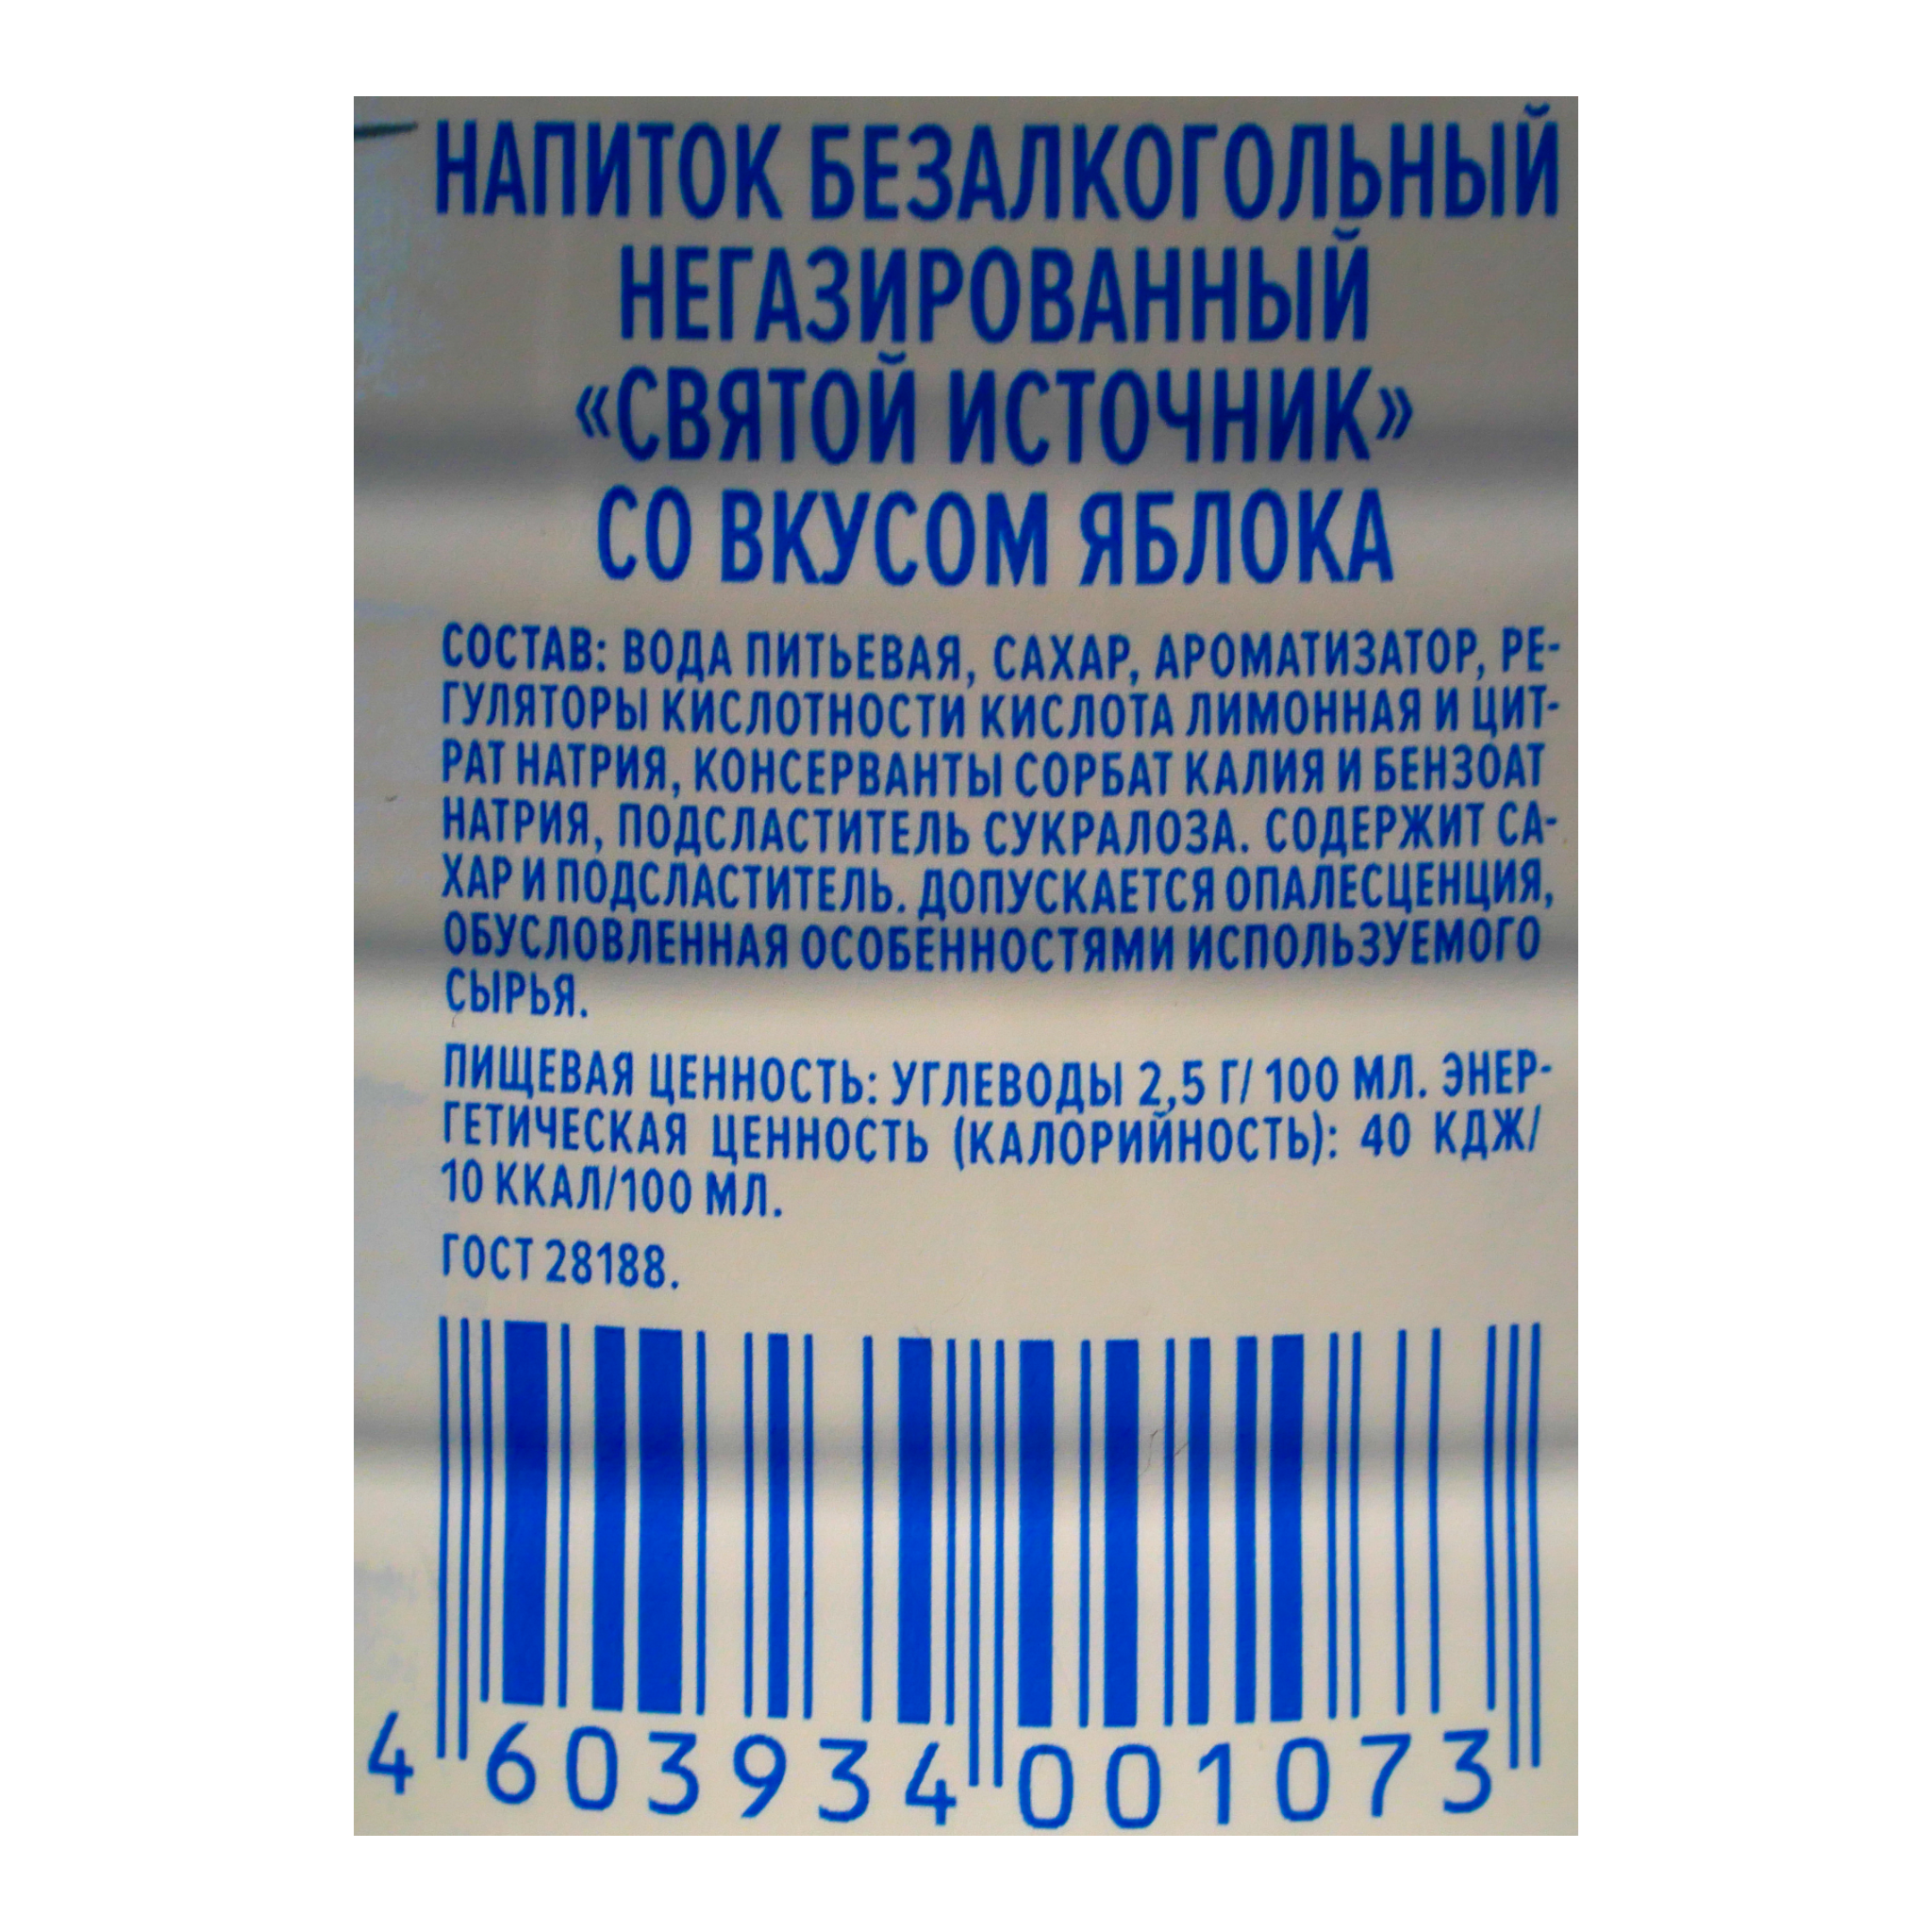 НАПИТОК БЕЗАЛКОГОЛЬНЫЙ
НЕГАЗИРОВАННЫЙ
«СВЯТОЙ ИСТОЧНИК»
СО ВКУСОМ ЯБЛОКА
СОСТАВ: ВОДА ПИТЬЕВАЯ, САХАР, АРОМАТИЗАТОР, РЕ-
ГУЛЯТОРЫ КИСЛОТНОСТИ КИСЛОТА ЛИМОННАЯ И ЦИТ-
РАТ НАТРИЯ, КОНСЕРВАНТЫ СОРБАТ КАЛИЯ И БЕНЗОАТ
НАТРИЯ, ПОДСЛАСТИТЕЛЬ СУКРАЛОЗА. СОДЕРЖИТ СА-
ХАР И ПОДСЛАСТИТЕЛЬ. ДОПУСКАЕТСЯ ОПАЛЕСЦЕНЦИЯ,
ОБУСЛОВЛЕННАЯ ОСОБЕННОСТЯМИ ИСПОЛЬЗУЕМОГО
СЫРЬЯ.
ПИЩЕВАЯ ЦЕННОСТЬ: УГЛЕВОДЫ 2,5 Г/ 100 МЛ. ЭНЕР-
ГЕТИЧЕСКАЯ ЦЕННОСТЬ (КАЛОРИЙНОСТЬ): 40 КДЖ/
10 ККАЛ/100 МЛ.
ГОСТ 28188.
4 603934 001073